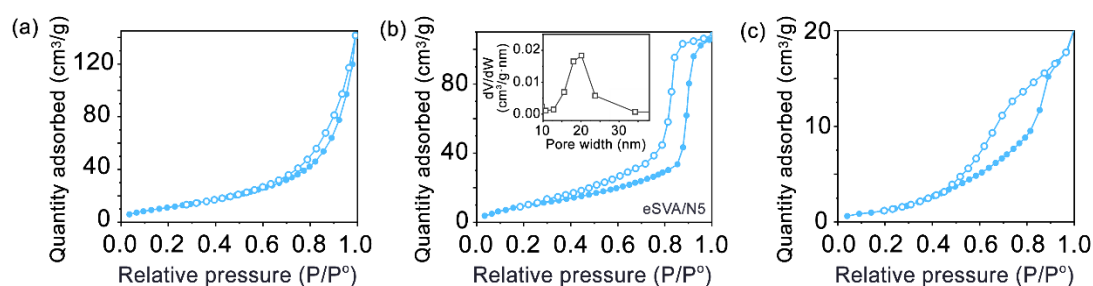 (a)
Quantity adsorbed (cm³/g)
120
80
40
0
0.0 0.2 0.4 0.6 0.8 1.0
Relative pressure (P/P°)
(b)
Quantity adsorbed (cm³/g)
80
40
0
0.0 0.2 0.4 0.6 0.8 1.0
Relative pressure (P/P°)
dV/dW
(cm³/g·nm)
0.02
0.01
0.00
10 20 30
Pore width (nm)
eSVA/N5
(c)
Quantity adsorbed (cm³/g)
20
10
0
0.0 0.2 0.4 0.6 0.8 1.0
Relative pressure (P/P°)